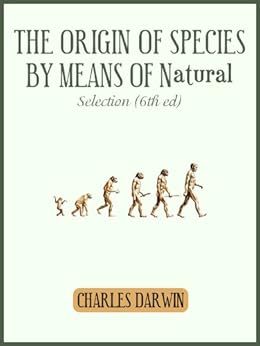 THE ORIGIN OF SPECIES
BY MEANS OF Natural
Selection (6th ed)
CHARLES DARWIN